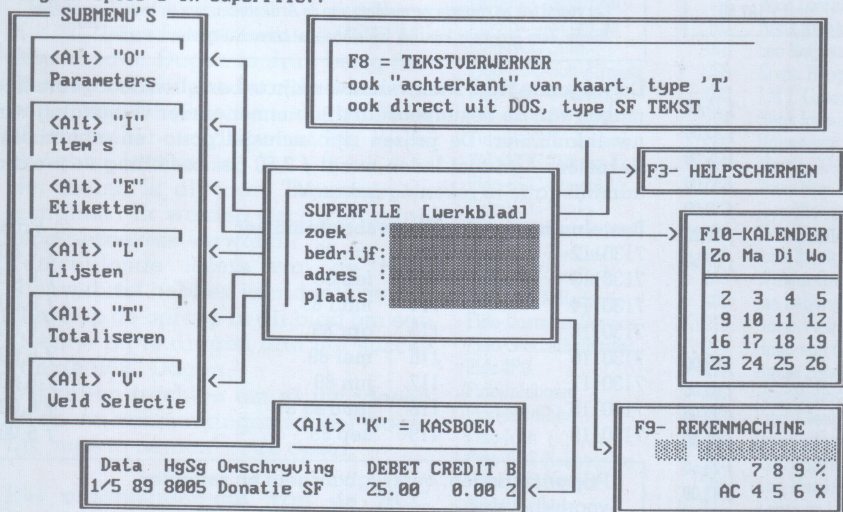 SUBMENU'S
<Alt> "O"
Parameters
<Alt> "I"
Item's
<Alt> "E"
Etiketten
<Alt> "L"
Lijsten
<Alt> "T"
Totaliseren
<Alt> "V"
Veld Selectie
F8 = TEKSTVERWERKER
ook "achterkant" van kaart, type 'T'
ook direct uit DOS, type SF TEKST
SUPERFILE [werkblad]
zoek :
bedrijf:
adres :
plaats :
F3- HELPSCHERMEN
F10-KALENDER
Zo Ma Di Wo
2 3 4 5
9 10 11 12
16 17 18 19
23 24 25 26
<Alt> "K" = KASBOEK
Data HgSg Omschryving DEBET CREDIT B
1/5 89 8005 Donatie SF 25.00 0.00 2
F9- REKENMACHINE
7 8 9 %
AC 4 5 6 X